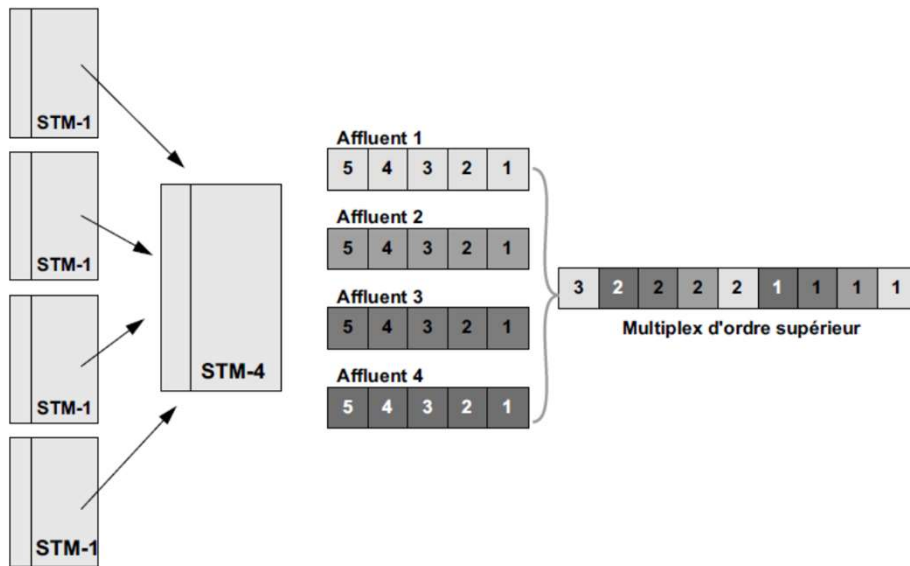 STM-1
STM-1
STM-1
STM-1
STM-4
Affluent 1
5 4 3 2 1
Affluent 2
5 4 3 2 1
Affluent 3
5 4 3 2 1
Affluent 4
5 4 3 2 1
3 2 2 2 2 1 1 1 1
Multiplex d'ordre supérieur